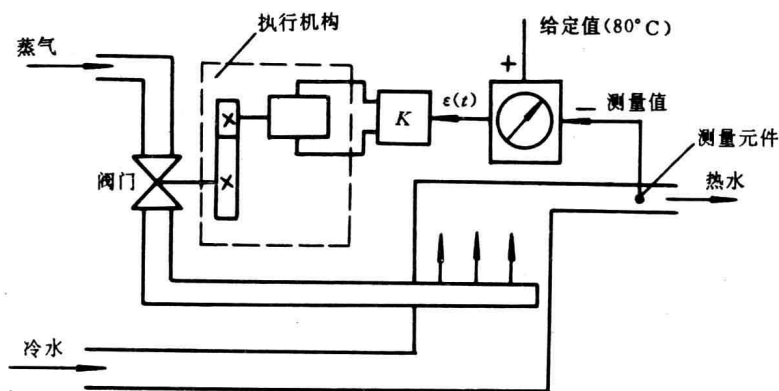 执行机构
给定值(80°C)
蒸气
+
ε(t)
K
— 测量值
测量元件
阀门
热水
冷水